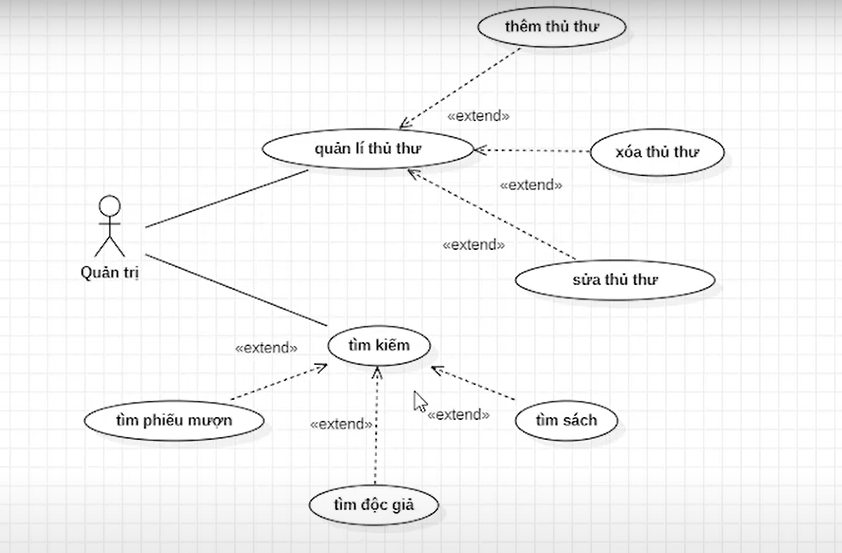 thêm thủ thư
«extend»
quản lí thủ thư
xóa thủ thư
«extend»
«extend»
Quản trị
sửa thủ thư
«extend»
tìm kiếm
tìm phiếu mượn
«extend»
«extend»
tìm sách
tìm độc giả